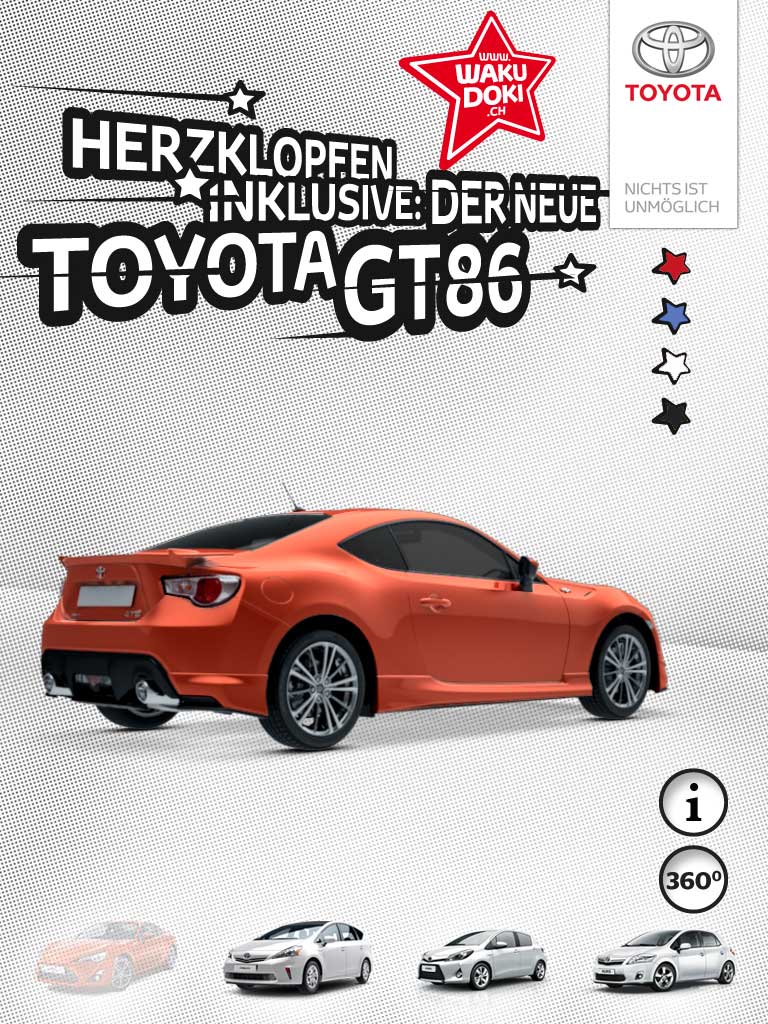 WWW.
WAKU
DOKI
.CH
TOYOTA
HERZKLOPFEN
INKLUSIVE: DER NEUE
TOYOTA GT86
NICHTS IST
UNMÖGLICH
i
360°